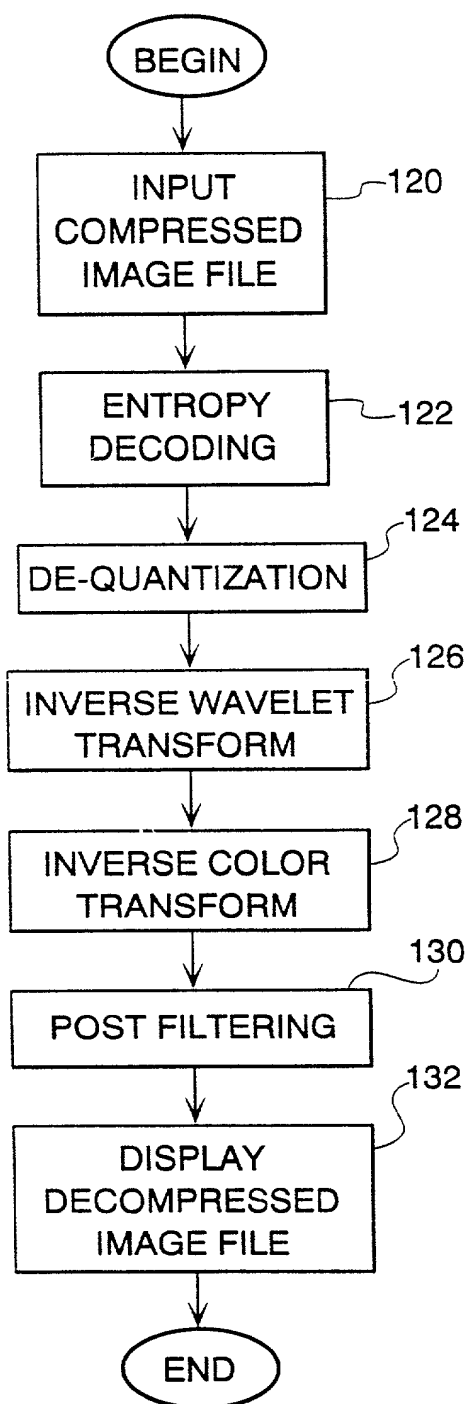 BEGIN
INPUT
COMPRESSED
IMAGE FILE
120
ENTROPY
DECODING
122
124
DE-QUANTIZATION
126
INVERSE WAVELET
TRANSFORM
128
INVERSE COLOR
TRANSFORM
130
POST FILTERING
132
DISPLAY
DECOMPRESSED
IMAGE FILE
END